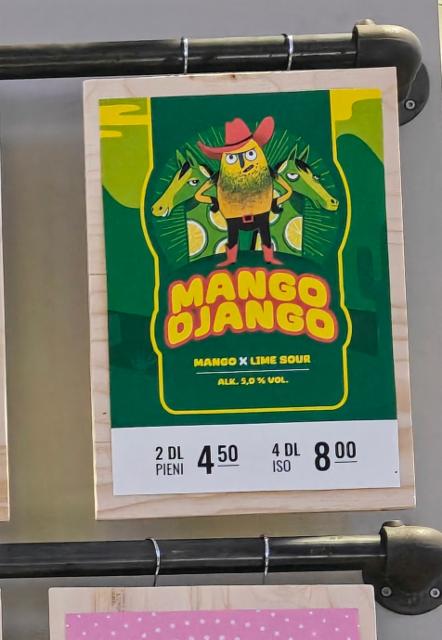 MANGO
DJANGO
MANGO X LIME SOUR
ALK. 5,0 % VOL.
2 DL PIENI 4 50
4 DL ISO 8 00